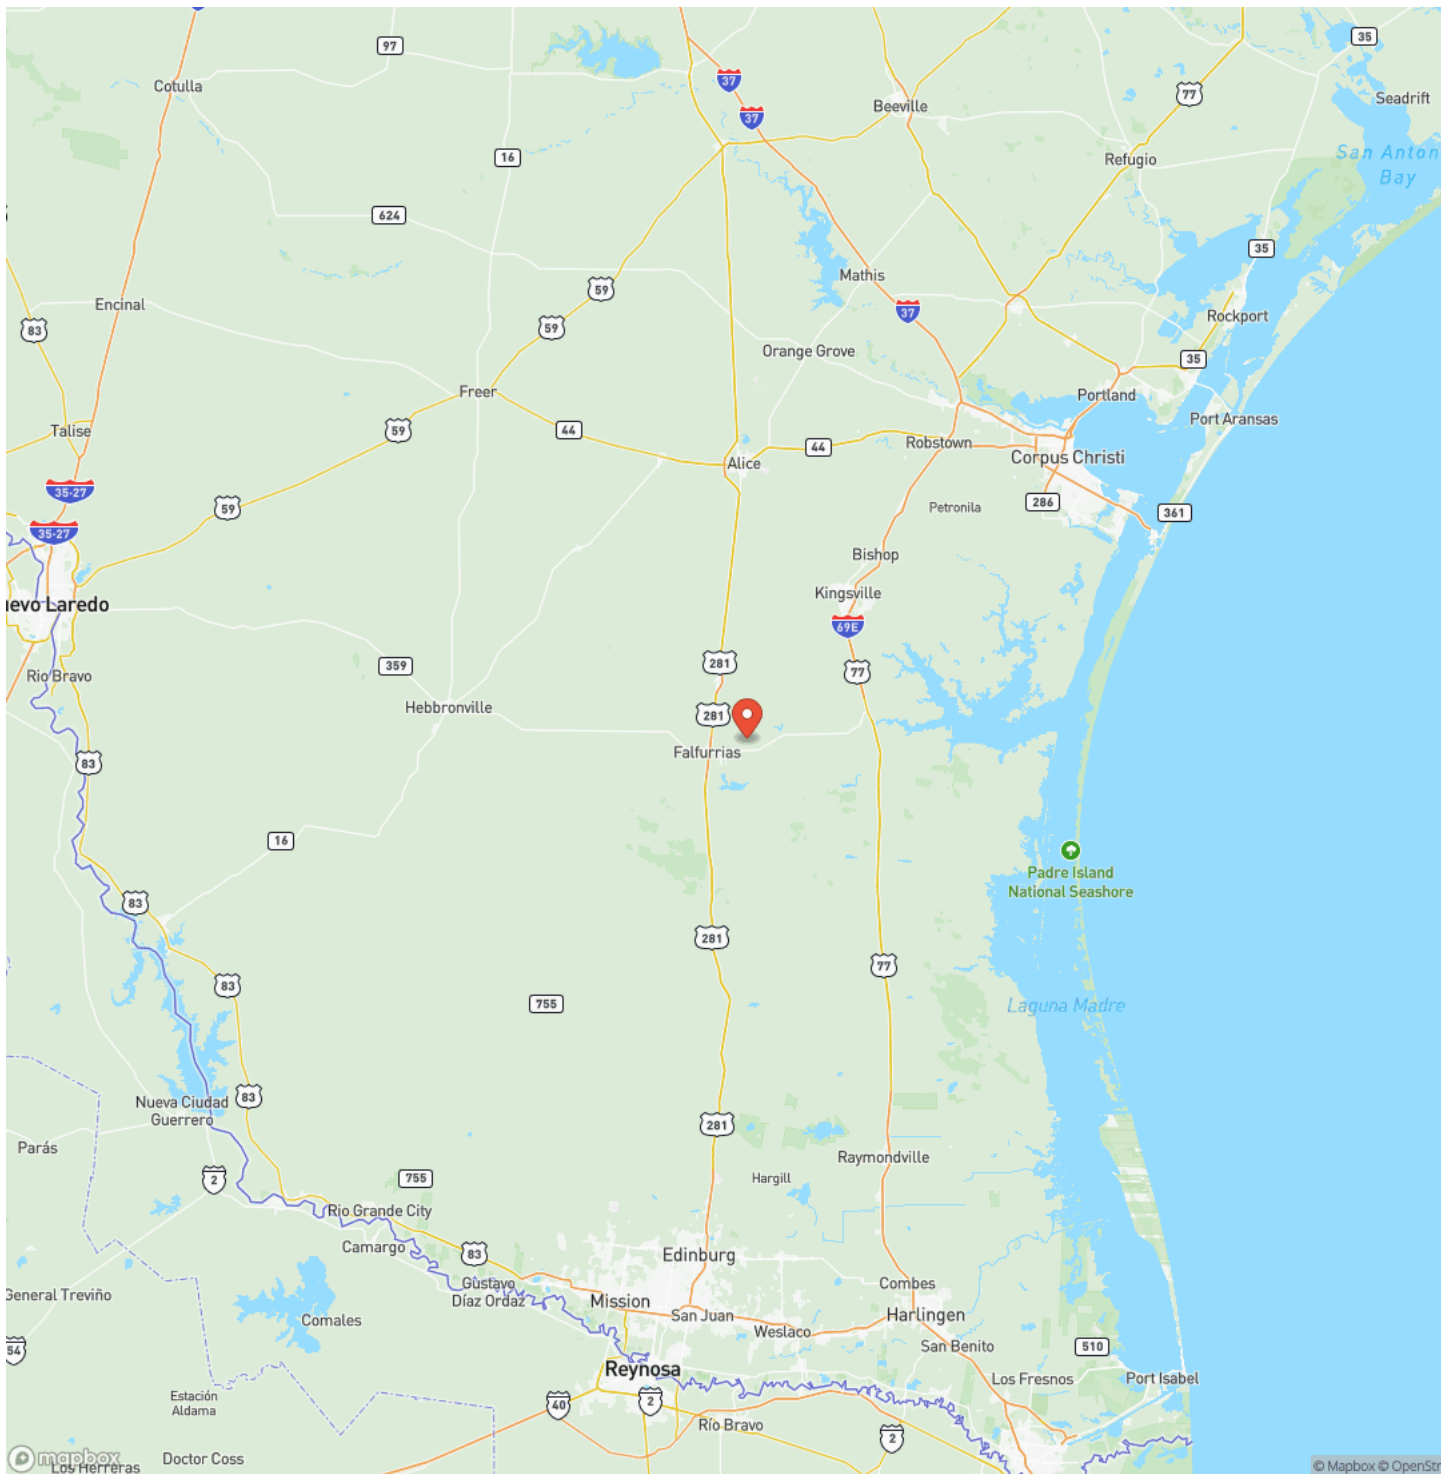 97
35
Cotulla
37
77
Seadrift
Beeville
37
16
Refugio
San Anton
Bay
624
35
Mathis
59
Encinal
37
Rockport
83
59
Orange Grove
35
Freer
Portland
Port Aransas
Talise
59
44
44
Robstown
Alice
Corpus Christi
35-27
286
59
Petronila
361
35-27
Bishop
Kingsville
uevo Laredo
69E
359
281
77
Rio Bravo
Hebbronville
281
Falfurrias
83
16
Padre Island
National Seashore
83
281
77
83
755
Laguna Madre
83
Nueva Ciudad
Guerrero
281
Parás
Raymondville
2
755
Hargill
Rio Grande City
Camargo
83
Edinburg
Gustavo
Díaz Ordaz
Combes
General Treviño
Mission
San Juan
Harlingen
Comales
Weslaco
San Benito
510
54
Reynosa
Los Fresnos
Port Isabel
Estación
Aldama
40
2
Río Bravo
2
mapbox
Doctor Coss
Los Herreras
© Mapbox © OpenStr